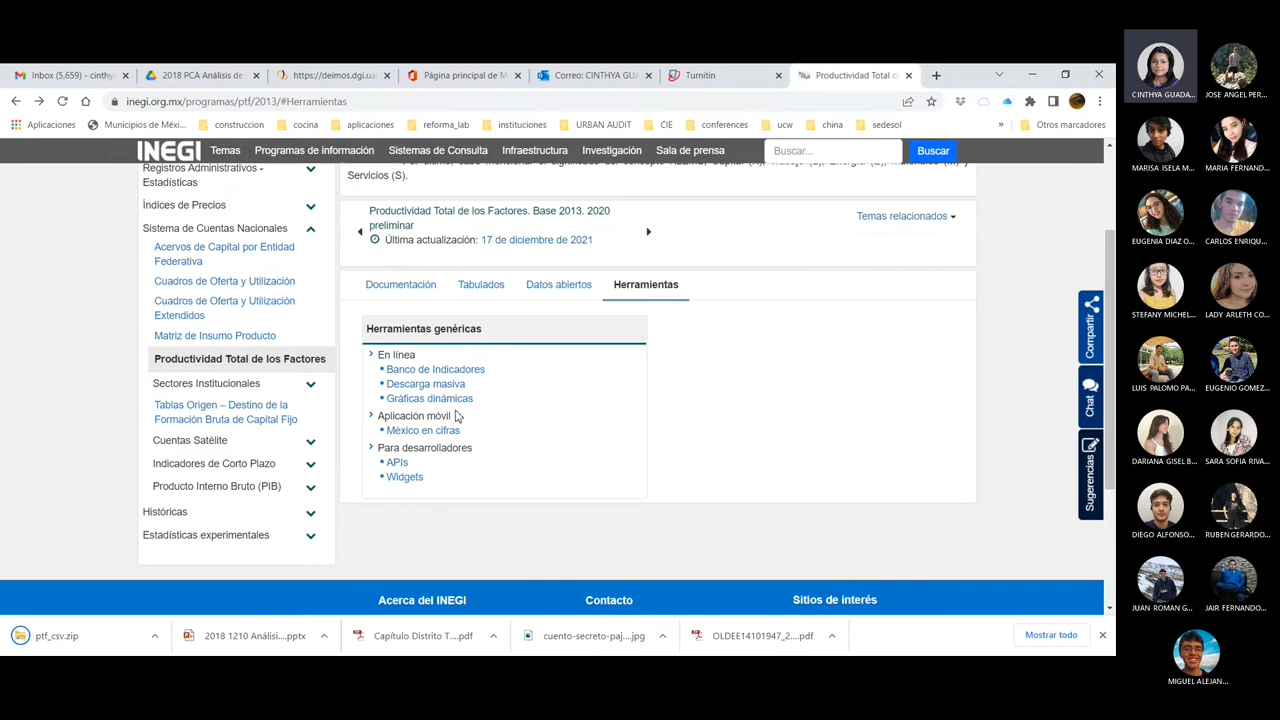 Inbox (5,659) - cinthy
2018 PCA Análisis de
https://deimos.dgi.ua
Página principal de M
Correo: CINTHYA GUA
Turnitin
Productividad Total de
inegi.org.mx/programas/ptf/2013/#Herramientas
Aplicaciones
Municipios de Méxi...
construccion
cocina
aplicaciones
reforma_lab
instituciones
URBAN AUDIT
CIE
conferences
ucw
china
sedesol
»
Otros marcadores
INEGI
Temas
Programas de información
Sistemas de Consulta
Infraestructura
Investigación
Sala de prensa
Buscar...
Buscar
Registros Administrativos -
Estadísticas
Índices de Precios
Sistema de Cuentas Nacionales
Acervos de Capital por Entidad
Federativa
Cuadros de Oferta y Utilización
Cuadros de Oferta y Utilización
Extendidos
Matriz de Insumo Producto
Productividad Total de los Factores
Sectores Institucionales
Tablas Origen – Destino de la
Formación Bruta de Capital Fijo
Cuentas Satélite
Indicadores de Corto Plazo
Producto Interno Bruto (PIB)
Históricas
Estadísticas experimentales
Servicios (S).
Productividad Total de los Factores. Base 2013. 2020
preliminar
Última actualización: 17 de diciembre de 2021
Temas relacionados
Documentación
Tabulados
Datos abiertos
Herramientas
Herramientas genéricas
En línea
• Banco de Indicadores
• Descarga masiva
• Gráficas dinámicas
Aplicación móvil
• México en cifras
Para desarrolladores
• APIs
• Widgets
Compartir
Chat
Sugerencias
Acerca del INEGI
Contacto
Sitios de interés
ptf_csv.zip
2018 1210 Análisi....pptx
Capítulo Distrito T....pdf
cuento-secreto-paj....jpg
OLDEE14101947_2....pdf
Mostrar todo
CINTHYA GUADA...
JOSE ANGEL PER...
MARISA ISELA M...
MARIA FERNAND...
EUGENIA DIAZ O...
CARLOS ENRIQU...
STEFANY MICHEL...
LADY ARLETH CO...
LUIS PALOMO PA...
EUGENIO GOMEZ...
DARIANA GISEL B...
SARA SOFIA RIVA...
DIEGO ALFONSO...
RUBEN GERARDO...
JUAN ROMAN G...
JAIR FERNANDO...
MIGUEL ALEJAN...